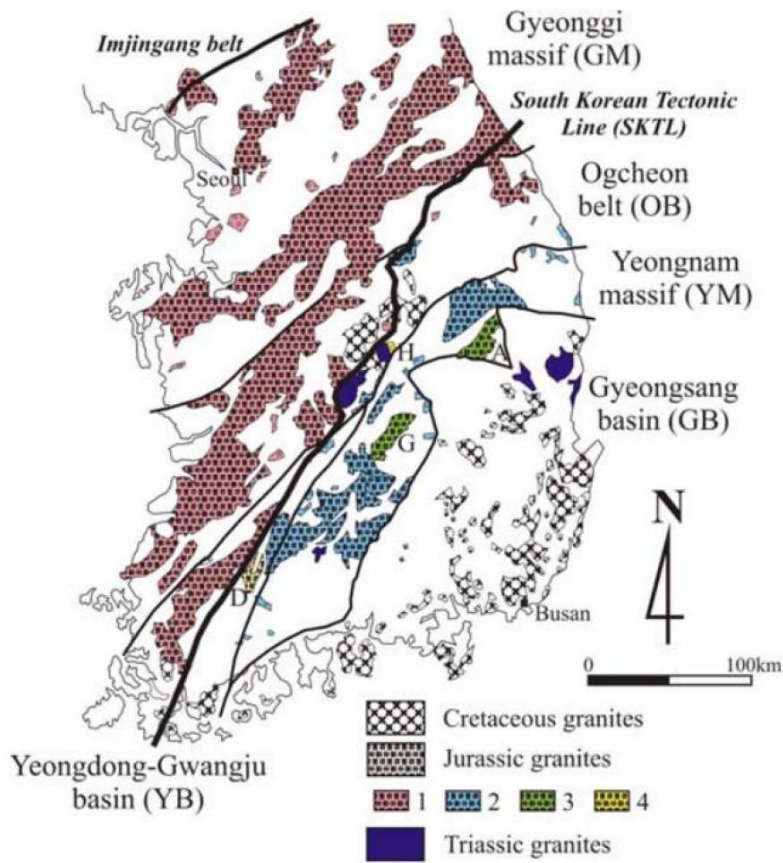 Imjingang belt
Gyeonggi
massif (GM)
South Korean Tectonic
Line (SKTL)
Seoul
Ogcheon
belt (OB)
Yeongnam
massif (YM)
H
A
Gyeongsang
basin (GB)
G
N
D
Busan
0 100km
Cretaceous granites
Jurassic granites
Yeongdong-Gwangju
basin (YB)
1 2 3 4
Triassic granites